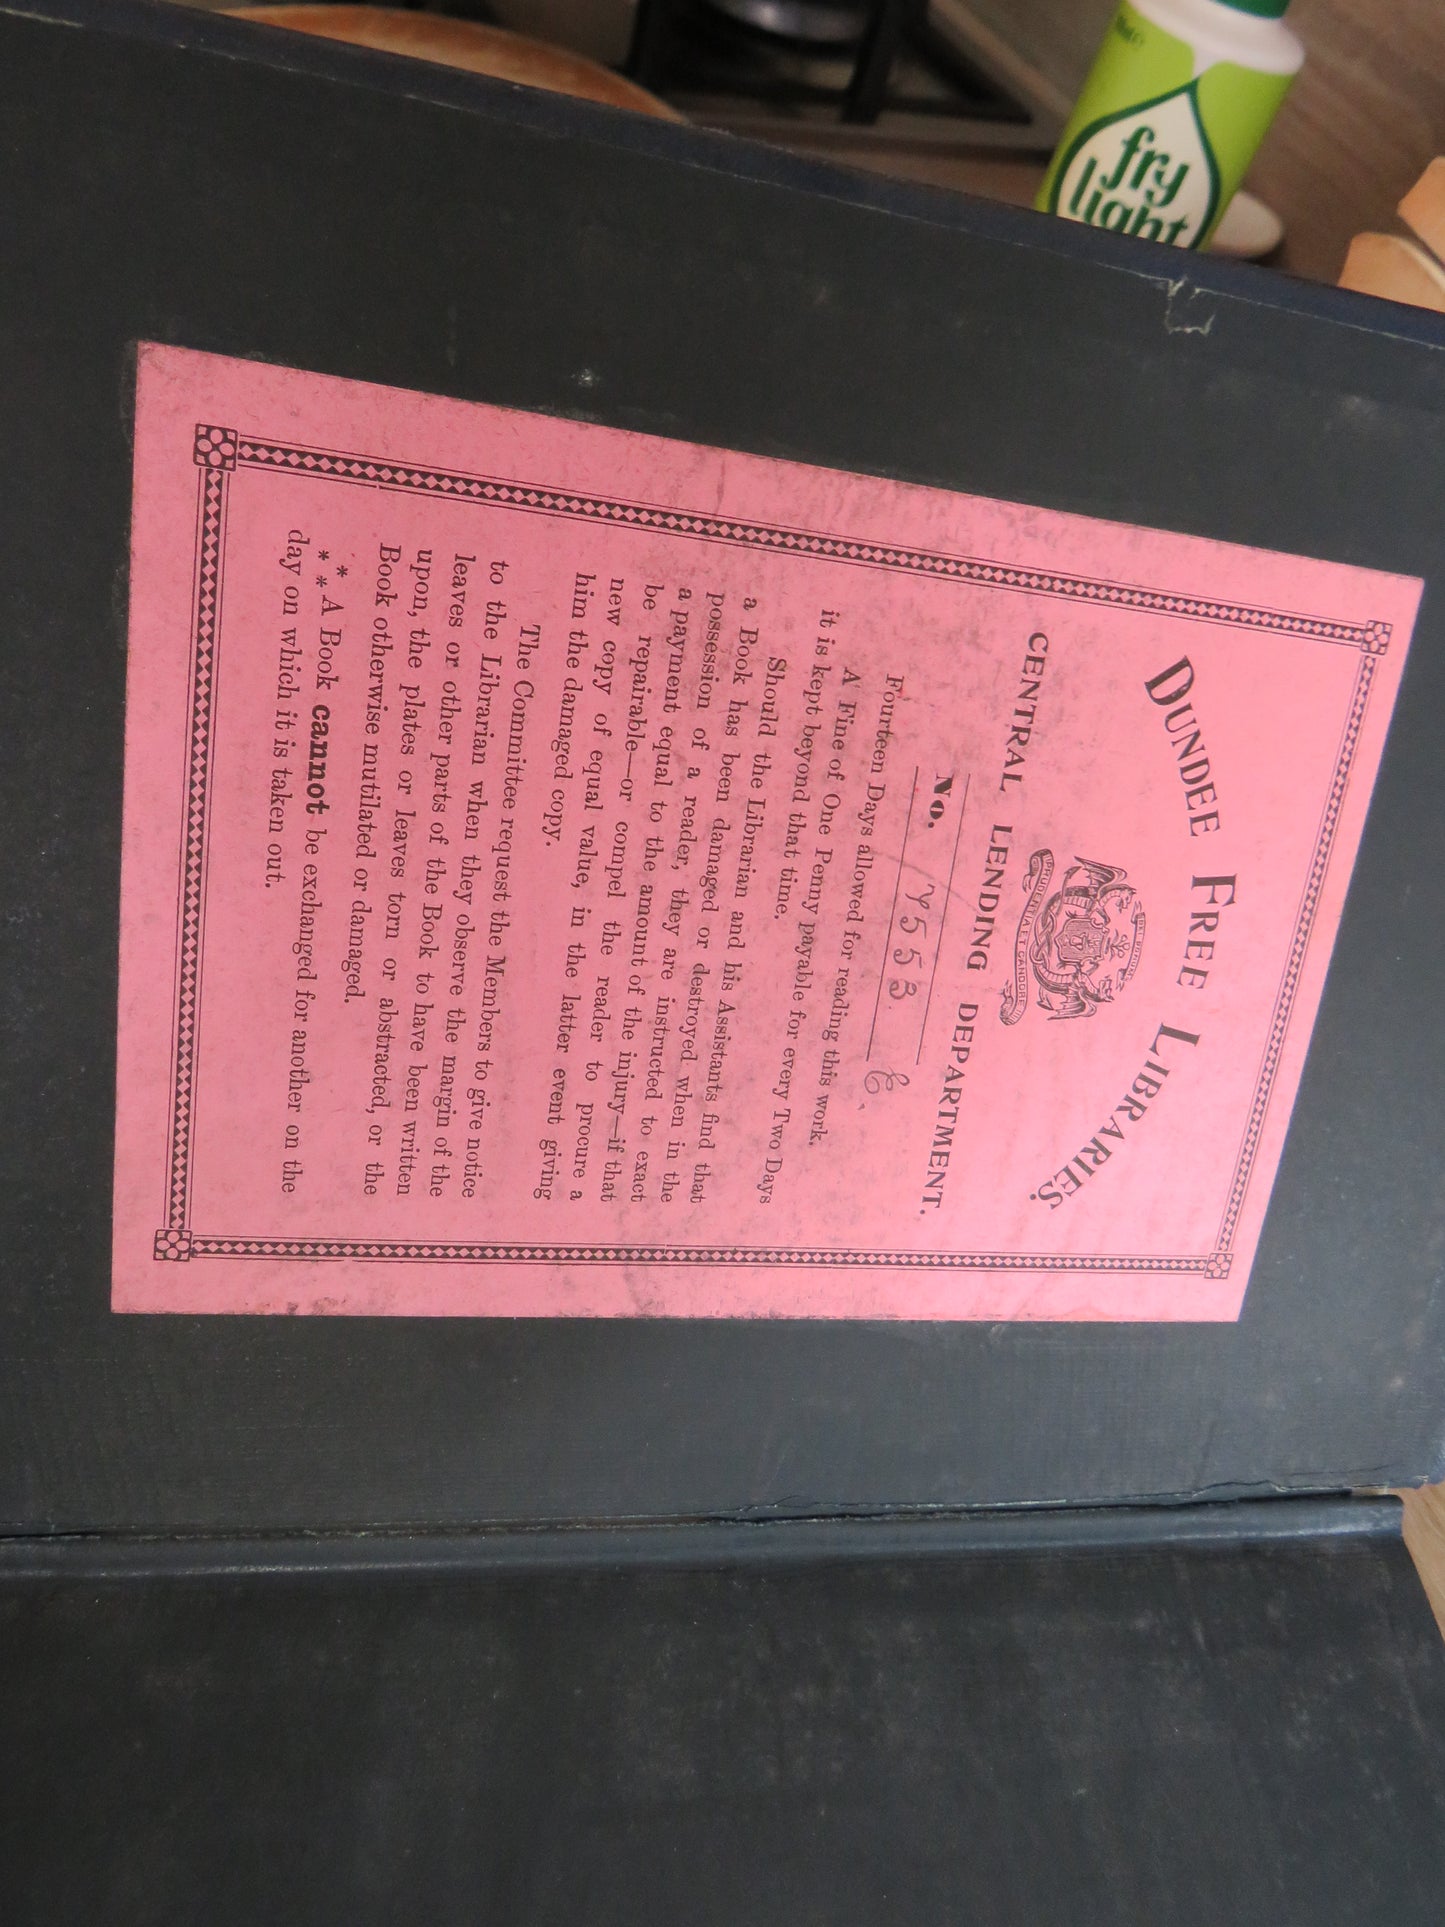 DUNDEE FREE LIBRARIES.
DEI DONUM
PRUDENTIA ET CANDORE
CENTRAL LENDING DEPARTMENT.
No. 17553 C.
Fourteen Days allowed for reading this work.
A Fine of One Penny payable for every Two Days
it is kept beyond that time.
Should the Librarian and his Assistants find that
a Book has been damaged or destroyed when in the
possession of a reader, they are instructed to exact
a payment equal to the amount of the injury—if that
be repairable—or compel the reader to procure a
new copy of equal value, in the latter event giving
him the damaged copy.
The Committee request the Members to give notice
to the Librarian when they observe the margin of the
leaves or other parts of the Book to have been written
upon, the plates or leaves torn or abstracted, or the
Book otherwise mutilated or damaged.
*** A Book cannot be exchanged for another on the
day on which it is taken out.
fry
light